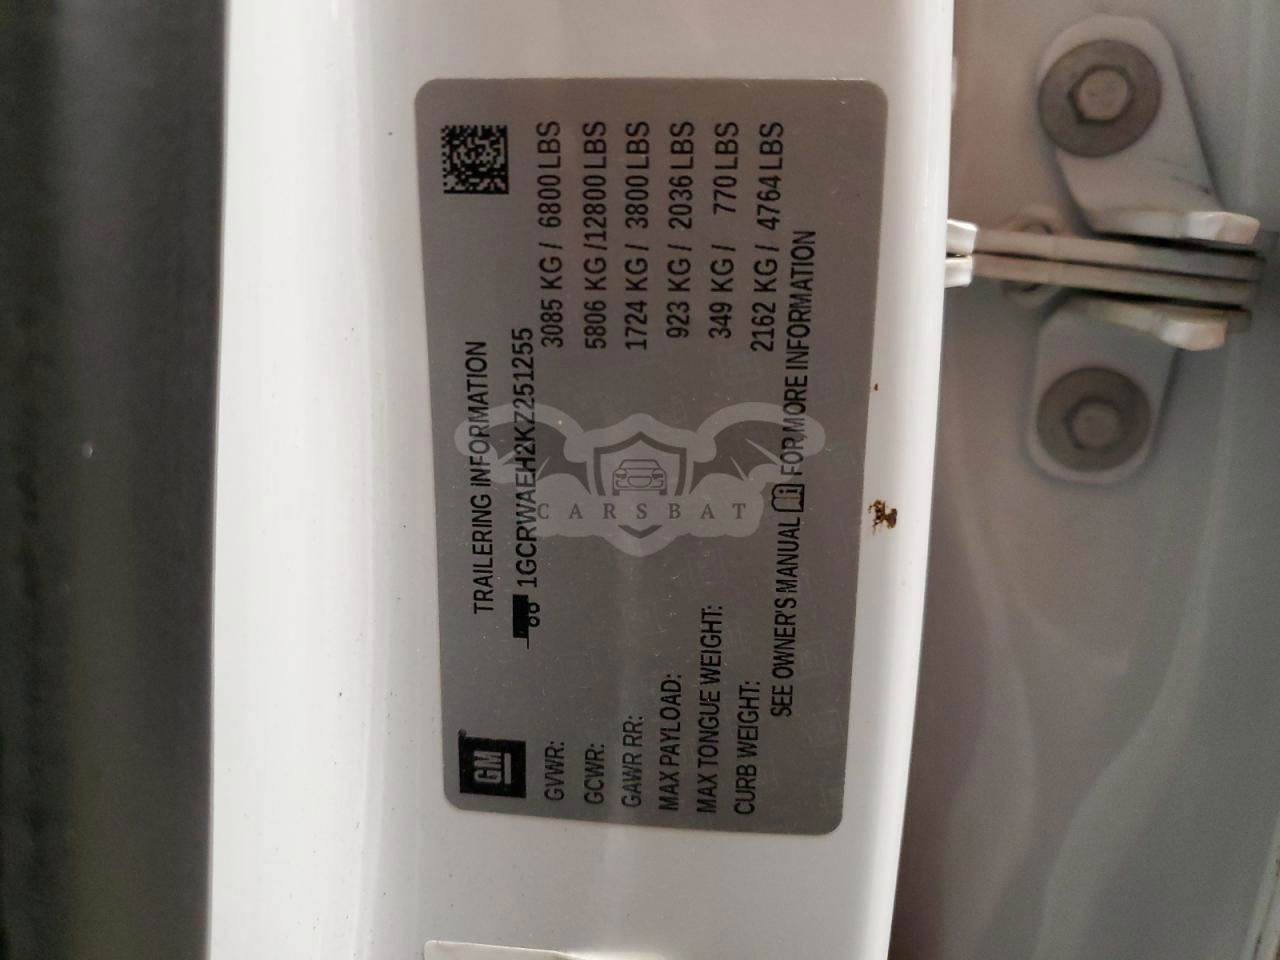 GM
TRAILERING INFORMATION
1GCRWAEH2KZ251255
GVWR: 3085 KG / 6800 LBS
GCWR: 5806 KG /12800 LBS
GAWR RR: 1724 KG / 3800 LBS
MAX PAYLOAD: 923 KG / 2036 LBS
MAX TONGUE WEIGHT: 349 KG / 770 LBS
CURB WEIGHT: 2162 KG / 4764 LBS
SEE OWNER'S MANUAL FOR MORE INFORMATION
CARSBAT